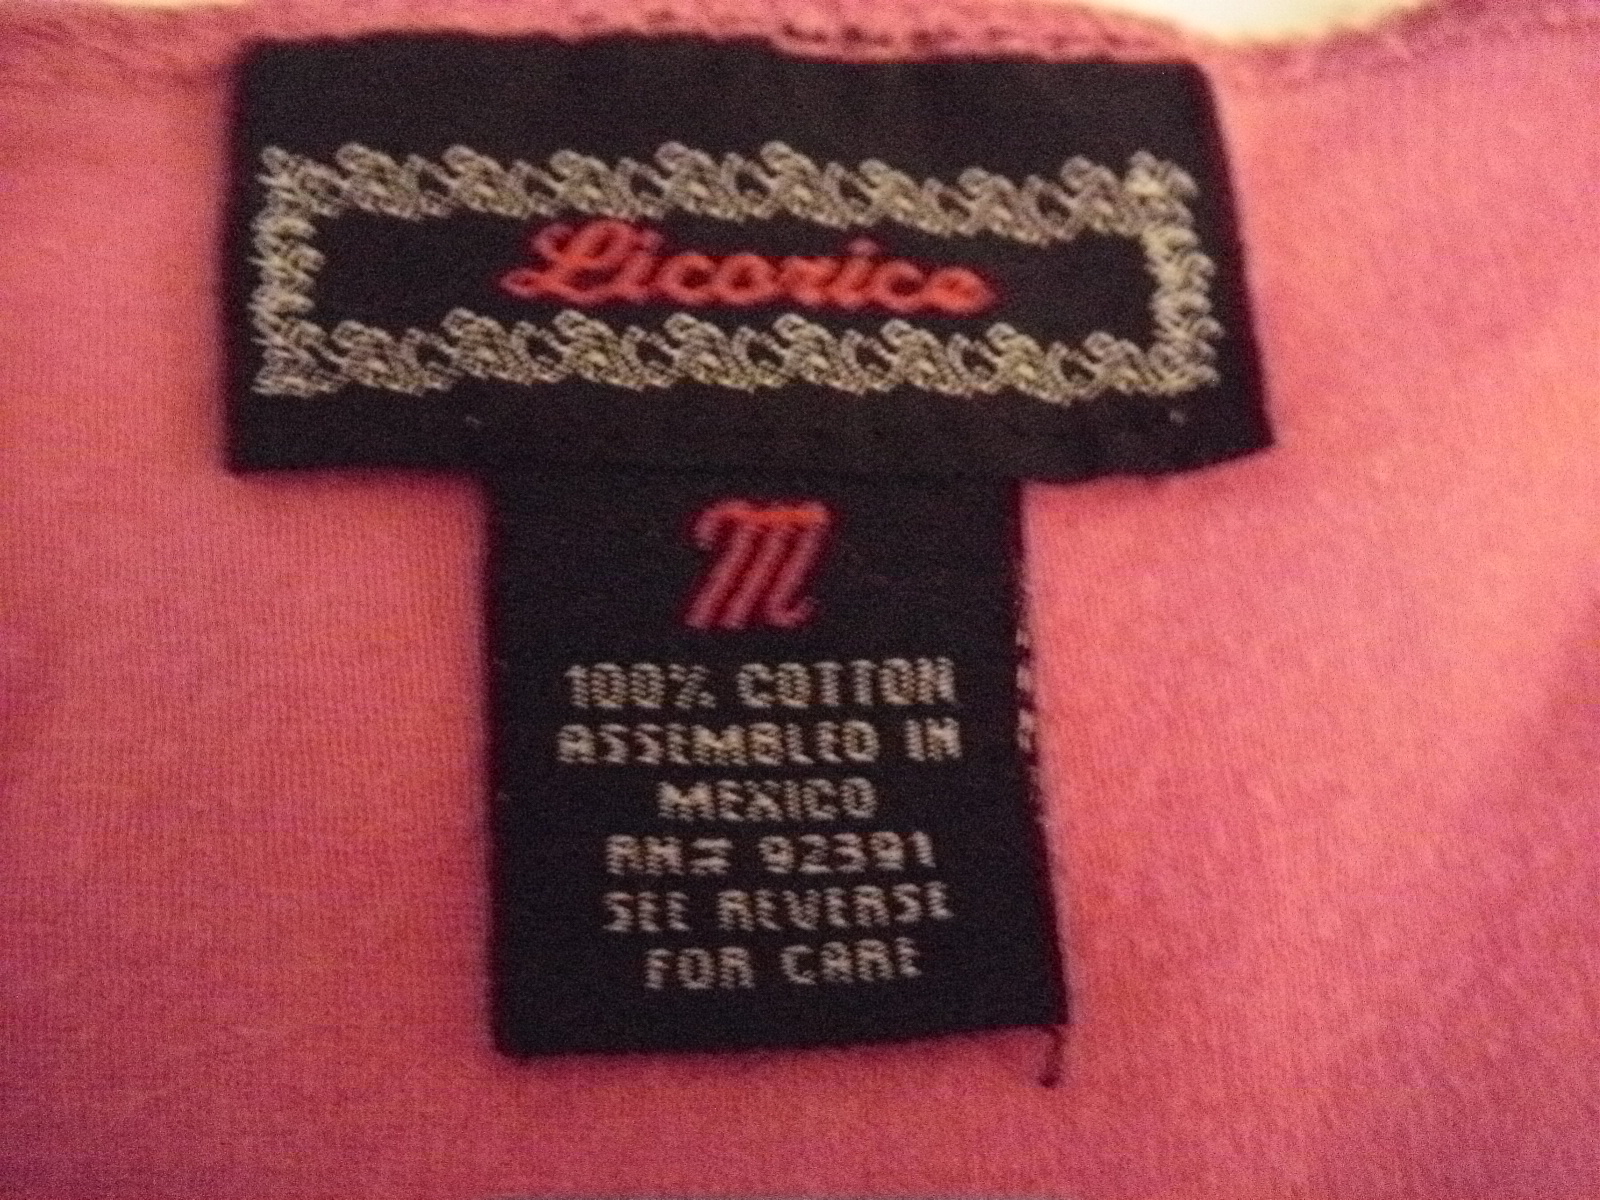 Licorice
M
100% COTTON
ASSEMBLED IN
MEXICO
RN# 92391
SEE REVERSE
FOR CARE